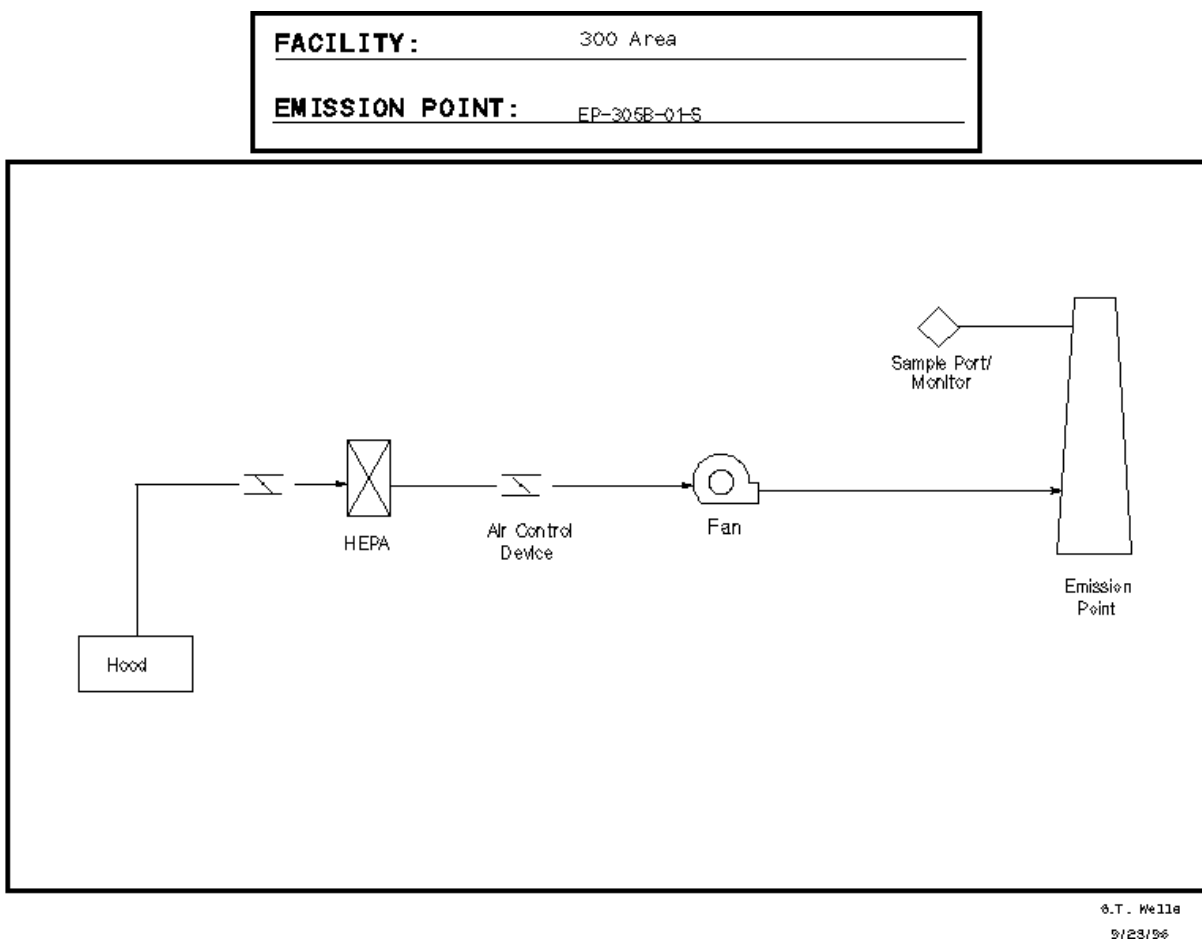 FACILITY: 300 Area
EMISSION POINT: EP-305B-01-S
Sample Port/
Monitor
HEPA
Air Control
Device
Fan
Emission
Point
Hood
Wells
9/23/96